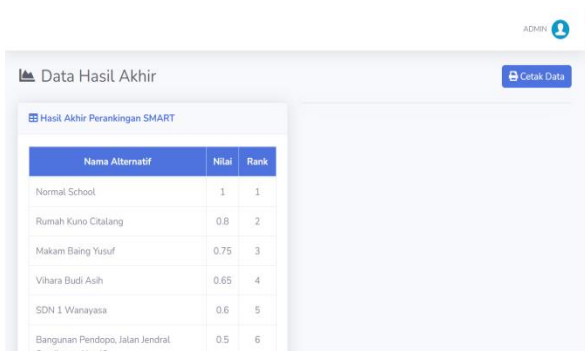 ADMIN
Data Hasil Akhir
Cetak Data
Hasil Akhir Perankingan SMART
Nama Alternatif Nilai Rank
Normal School 1 1
Rumah Kuno Citalang 0.8 2
Makam Baing Yusuf 0.75 3
Vihara Budi Asih 0.65 4
SDN 1 Wanayasa 0.6 5
Bangunan Pendopo, Jalan Jendral 0.5 6